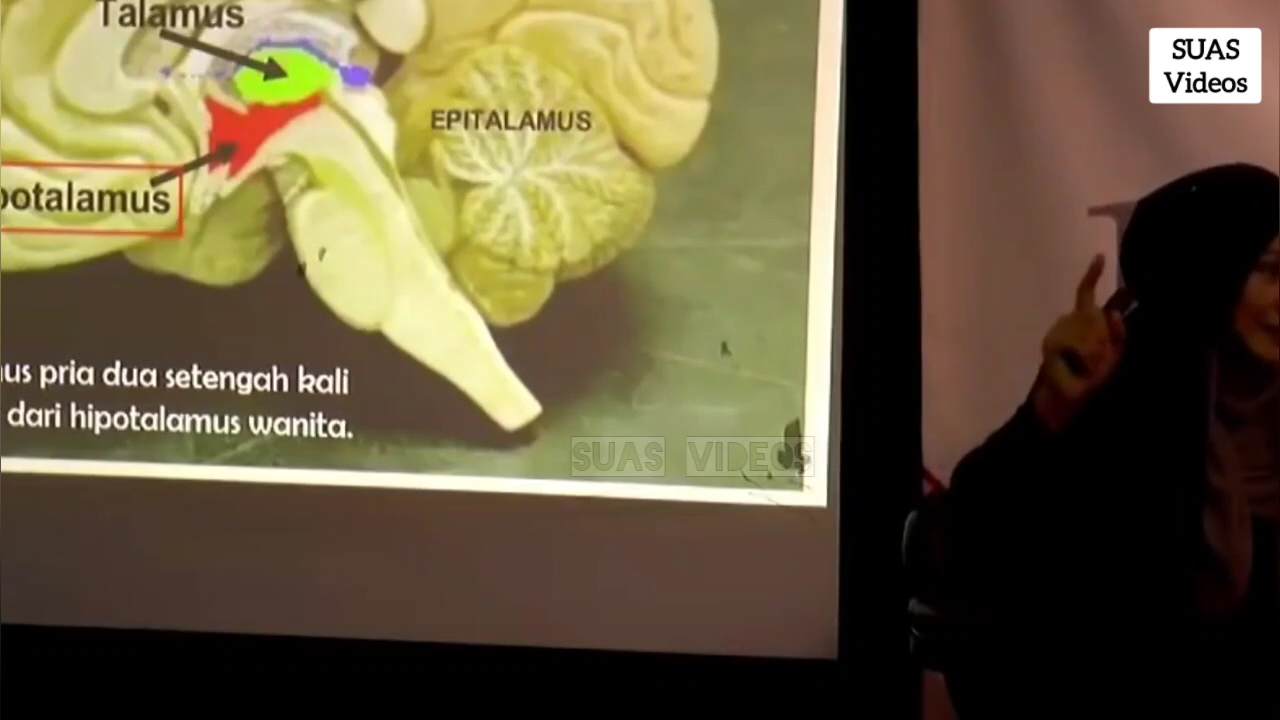 Talamus
SUAS
Videos
EPITALAMUS
potalamus
us pria dua setengah kali
dari hipotalamus wanita.
SUAS VIDEOS